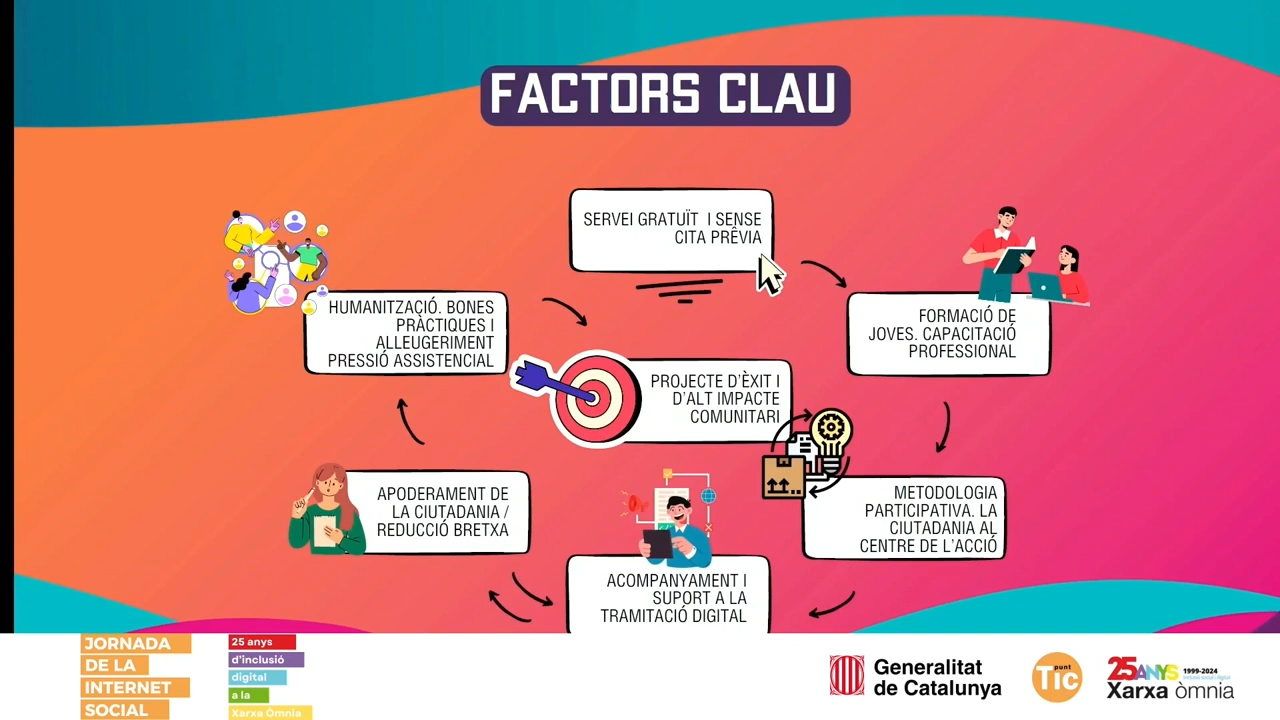 FACTORS CLAU
SERVEI GRATUÏT I SENSE
CITA PRÊVIA
HUMANITZACIÓ. BONES
PRÀCTIQUES I
ALLEUGERIMENT
PRESSIÓ ASSISTENCIAL
FORMACIÓ DE
JOVES. CAPACITACIÓ
PROFESSIONAL
PROJECTE D'ÈXIT I
D'ALT IMPACTE
COMUNITARI
APODERAMENT DE
LA CIUTADANIA /
REDUCCIÓ BRETXA
METODOLOGIA
PARTICIPATIVA. LA
CIUTADANIA AL
CENTRE DE L'ACCIÓ
ACOMPANYAMENT I
SUPORT A LA
TRAMITACIÓ DIGITAL
JORNADA
DE LA
INTERNET
SOCIAL
25 anys
d'inclusió
digital
a la
Xarxa Òmnia
Generalitat
de Catalunya
punt
Tic
25ANYS 1999-2024
Xarxa òmnia